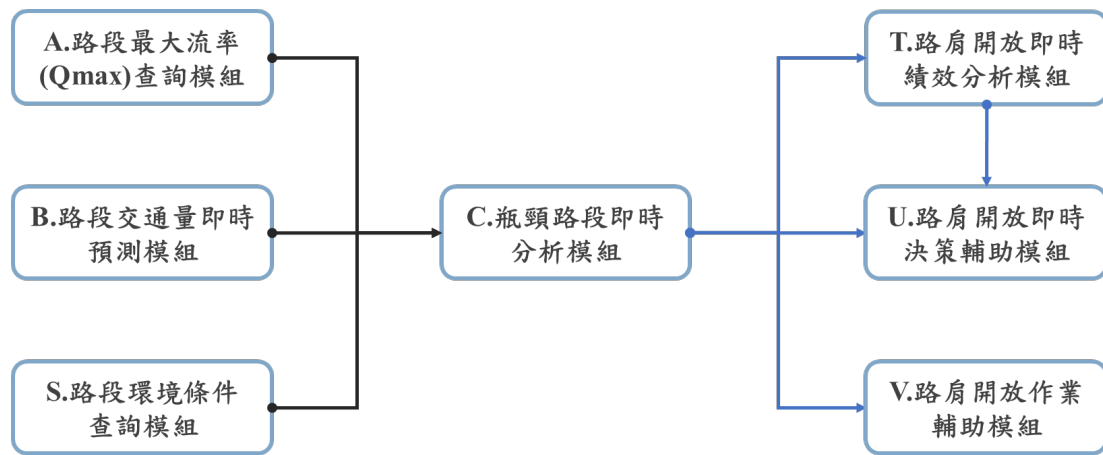 A.路段最大流率
(Qmax)查詢模組
B.路段交通量即時
預測模組
S.路段環境條件
查詢模組
C.瓶頸路段即時
分析模組
T.路肩開放即時
績效分析模組
U.路肩開放即時
決策輔助模組
V.路肩開放作業
輔助模組